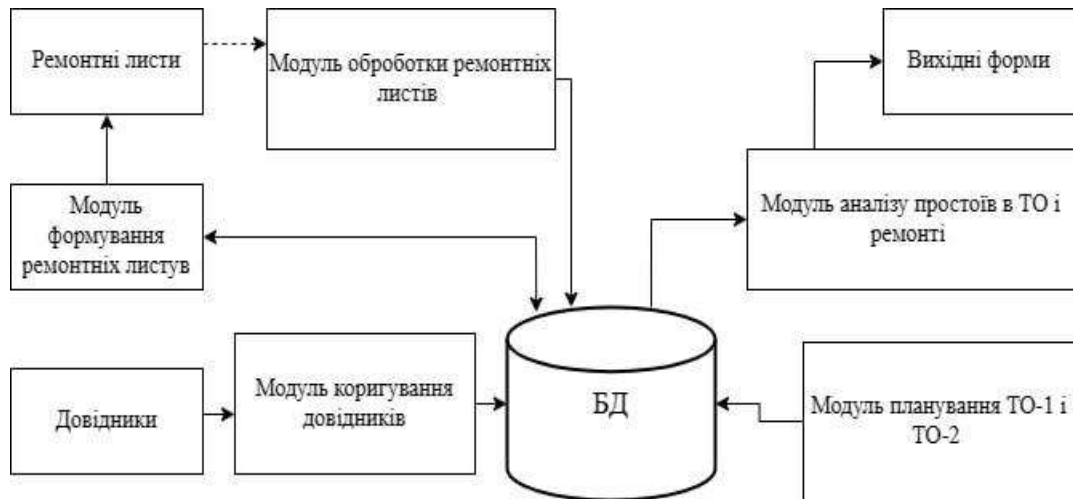 Ремонтні листи
Модуль оброботки ремонтніх
листів
Вихідні форми
Модуль
формування
ремонтніх листув
Модуль аналізу простоїв в ТО і
ремонті
Довідники
Модуль коригування
довідників
БД
Модуль планування ТО-1 і
ТО-2